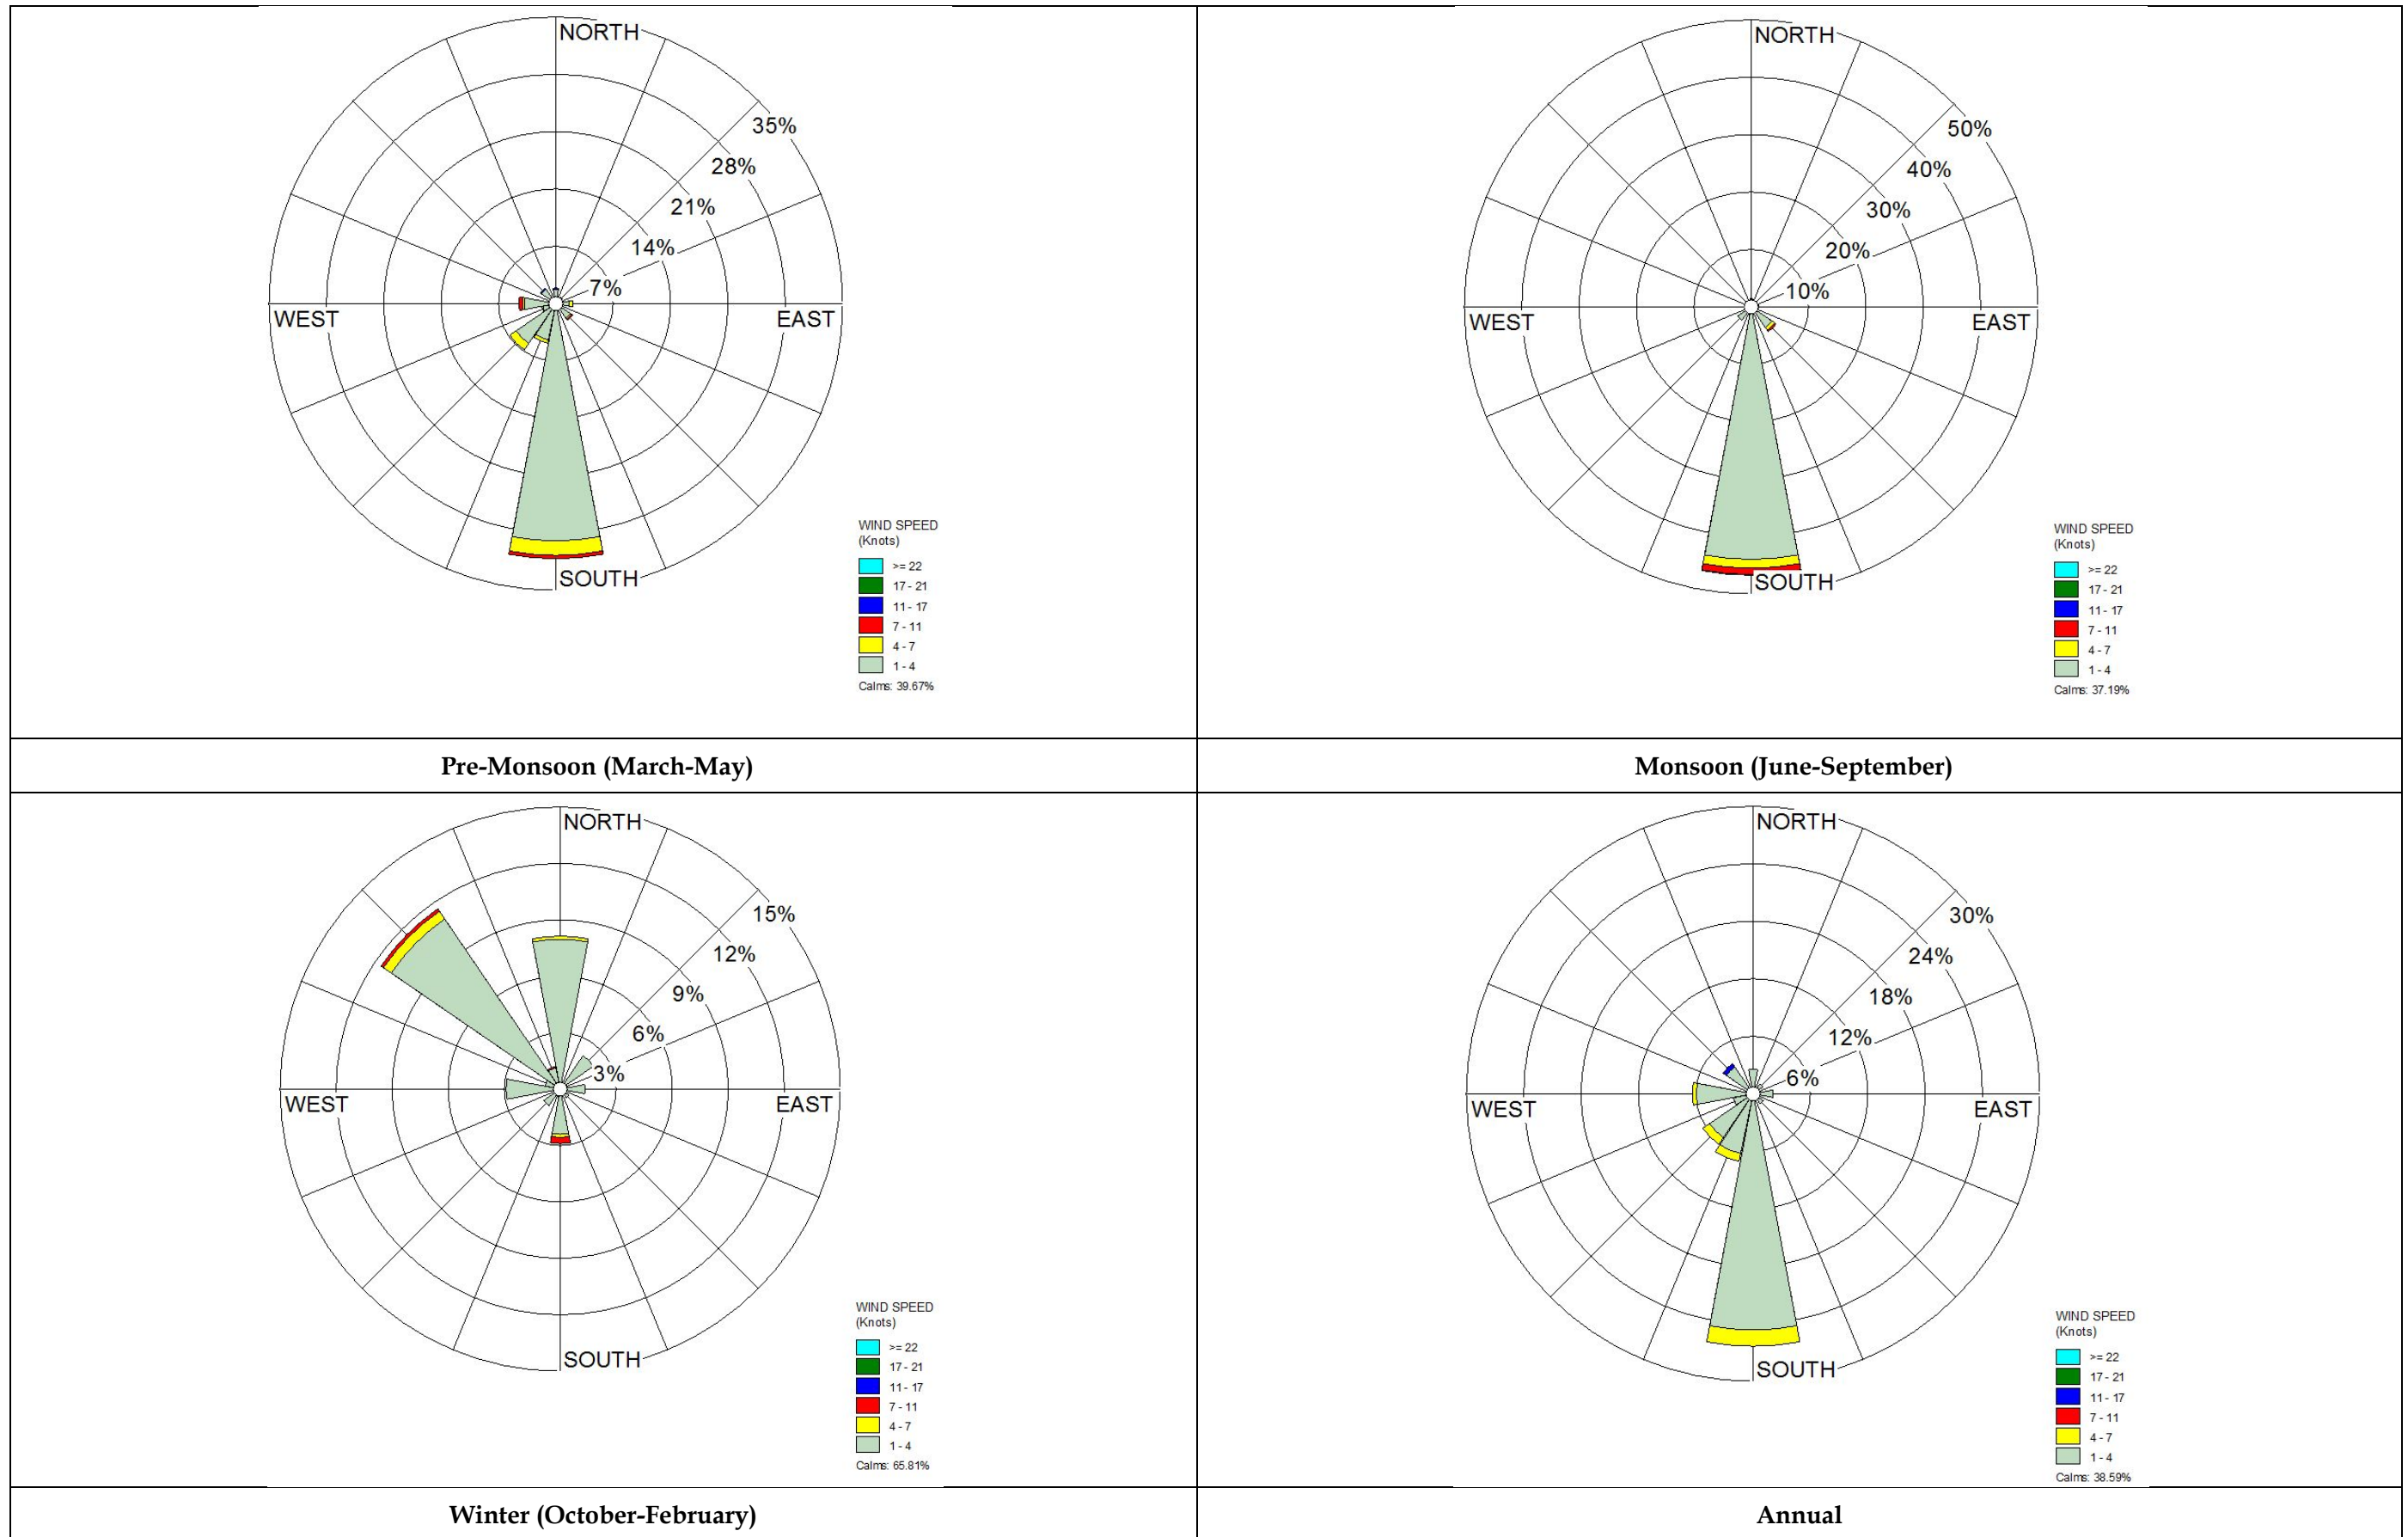 NORTH
35%
28%
21%
14%
7%
WEST
EAST
SOUTH
WIND SPEED
(Knots)
>= 22
17 - 21
11 - 17
7 - 11
4 - 7
1 - 4
Calms: 39.67%
NORTH
50%
40%
30%
20%
10%
WEST
EAST
SOUTH
WIND SPEED
(Knots)
>= 22
17 - 21
11 - 17
7 - 11
4 - 7
1 - 4
Calms: 37.19%
Pre-Monsoon (March-May)
Monsoon (June-September)
NORTH
15%
12%
9%
6%
3%
WEST
EAST
SOUTH
WIND SPEED
(Knots)
>= 22
17 - 21
11 - 17
7 - 11
4 - 7
1 - 4
Calms: 65.81%
NORTH
30%
24%
18%
12%
6%
WEST
EAST
SOUTH
WIND SPEED
(Knots)
>= 22
17 - 21
11 - 17
7 - 11
4 - 7
1 - 4
Calms: 38.59%
Winter (October-February)
Annual